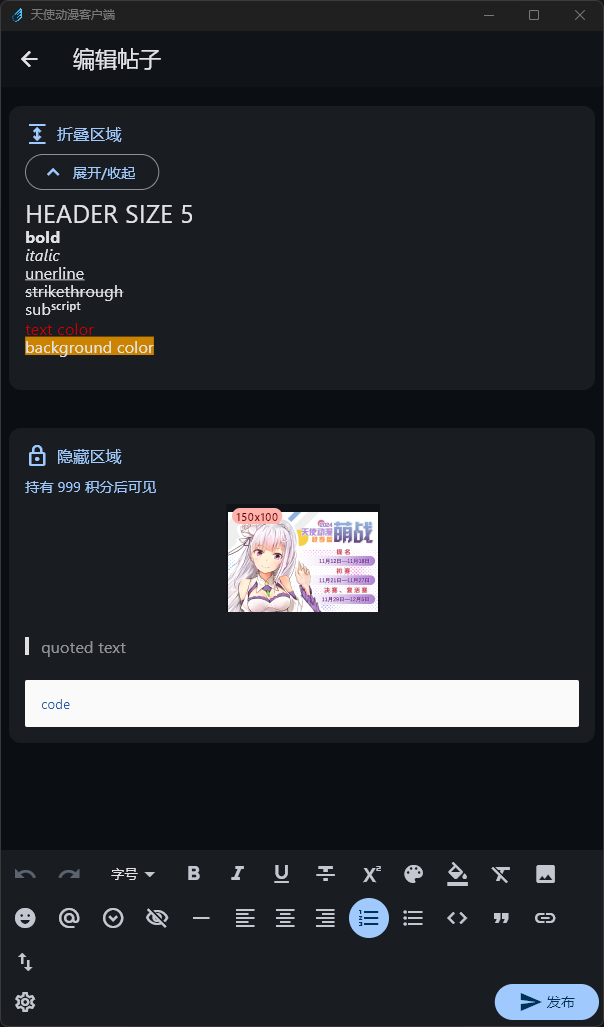 天使动漫客户端
编辑帖子
折叠区域
展开/收起
HEADER SIZE 5
bold
italic
unerline
strikethrough
subscript
text color
background color
隐藏区域
持有 999 积分后可见
150x100
2024
天使动漫
萌战
提名
11月12日—11月18日
初赛
11月21日—11月27日
决赛、复活赛
11月29日—12月5日
quoted text
code
字号
发布